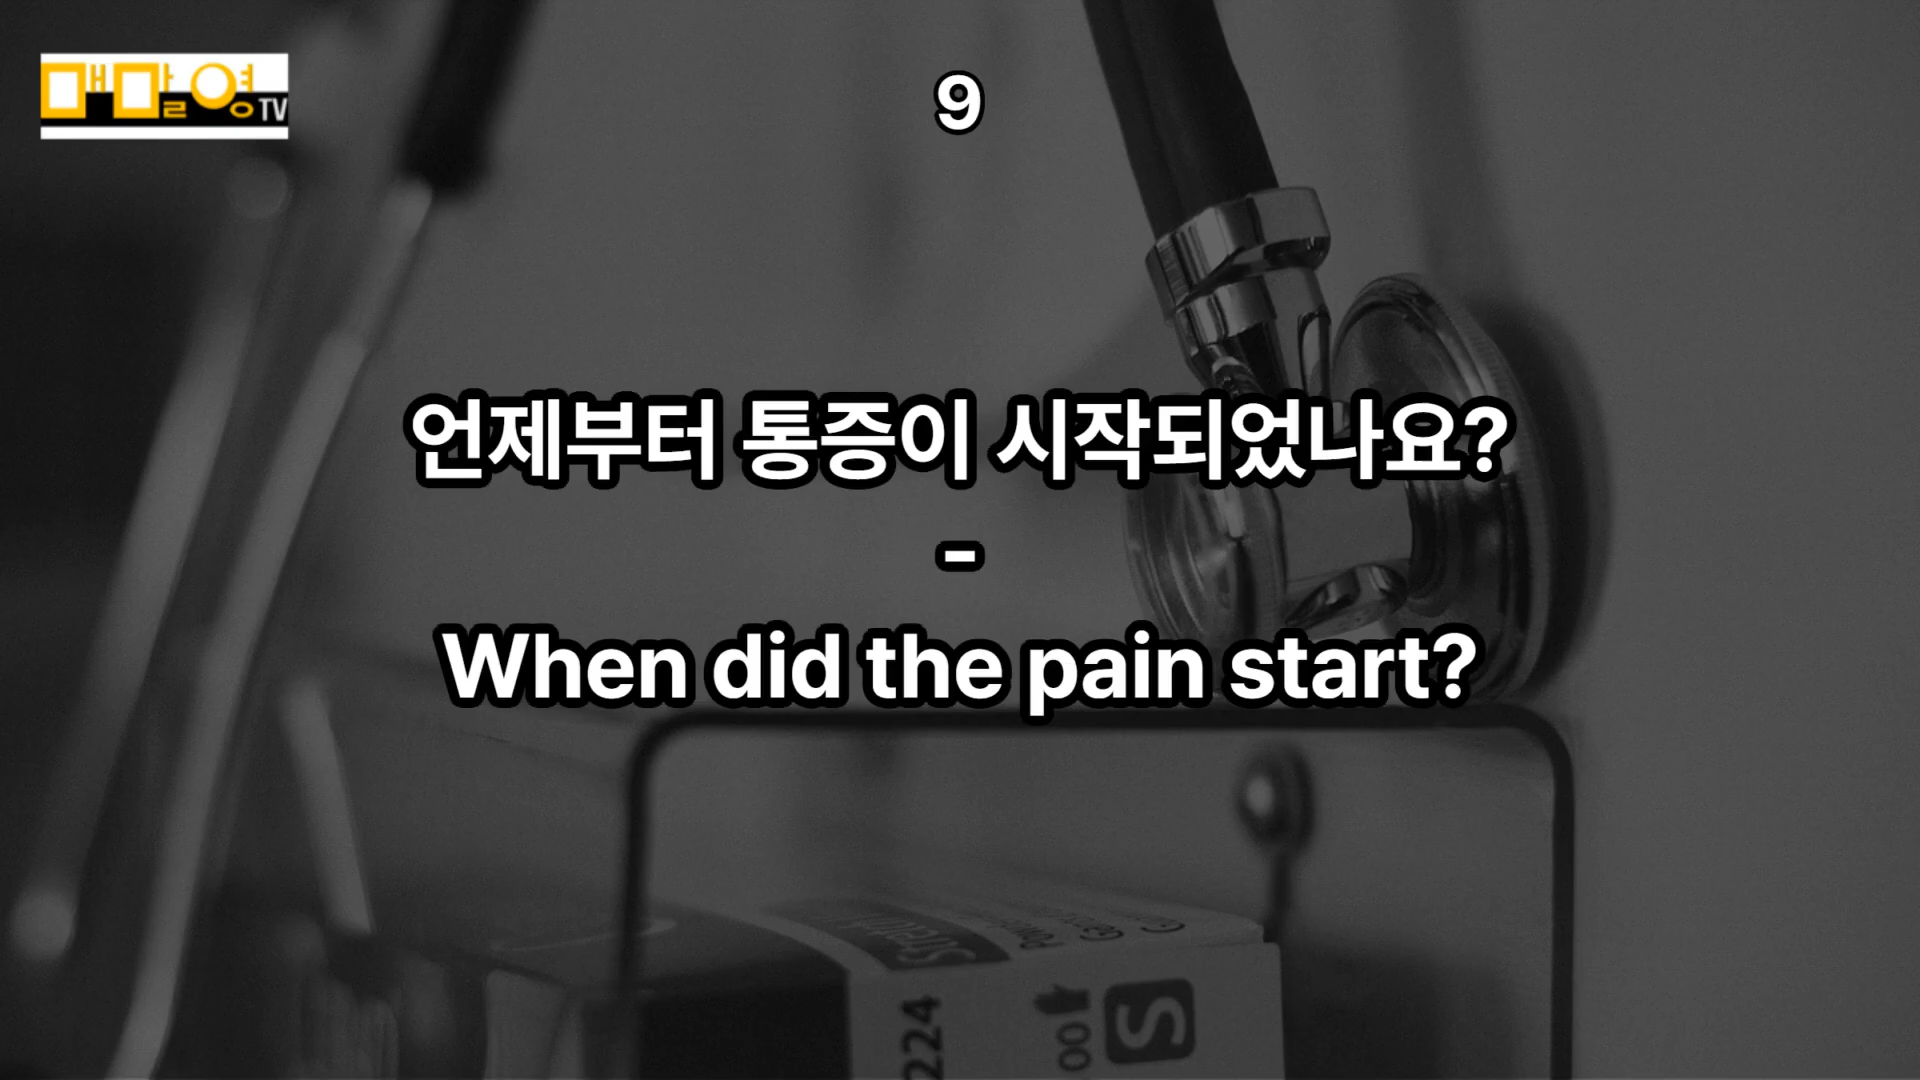 매말영TV
9
언제부터 통증이 시작되었나요?
-
When did the pain start?
2224
S